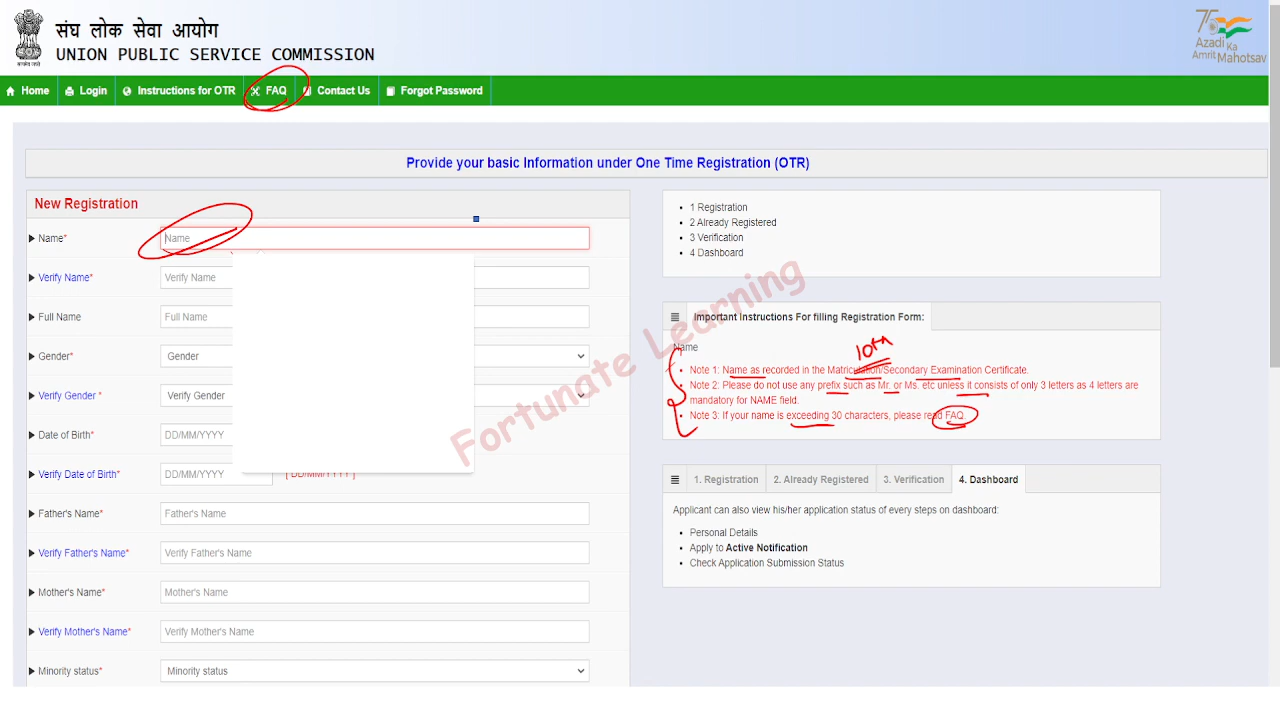 संघ लोक सेवा आयोग
UNION PUBLIC SERVICE COMMISSION
75
Azadi Ka
Amrit Mahotsav
Home Login Instructions for OTR FAQ Contact Us Forgot Password
Provide your basic Information under One Time Registration (OTR)
New Registration
Name* Name
Verify Name* Verify Name
Full Name Full Name
Gender* Gender
Verify Gender * Verify Gender
Date of Birth* DD/MM/YYYY
Verify Date of Birth* DD/MM/YYYY [ DD/MM/YYYY ]
Father's Name* Father's Name
Verify Father's Name* Verify Father's Name
Mother's Name* Mother's Name
Verify Mother's Name* Verify Mother's Name
Minority status* Minority status
1 Registration
2 Already Registered
3 Verification
4 Dashboard
Important Instructions For filling Registration Form:
Name
10th
Note 1: Name as recorded in the Matriculation/Secondary Examination Certificate.
Note 2: Please do not use any prefix such as Mr. or Ms. etc unless it consists of only 3 letters as 4 letters are
mandatory for NAME field.
Note 3: If your name is exceeding 30 characters, please read FAQ
1. Registration 2. Already Registered 3. Verification 4. Dashboard
Applicant can also view his/her application status of every steps on dashboard:
Personal Details
Apply to Active Notification
Check Application Submission Status
Fortunate Learning